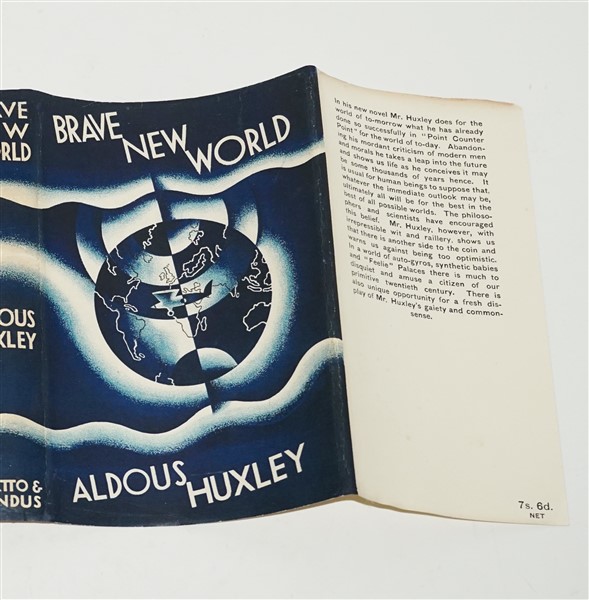 AVE
W
RLD
OUS
XLEY
TTO &
NDUS
BRAVE
NEW
WORLD
ALDOUS
HUXLEY
In his new novel Mr. Huxley does for the
world of to-morrow what he has already
done so successfully in "Point Counter
Point" for the world of to-day. Abandon-
ing his mordant criticism of modern men
and morals he takes a leap into the future
and shows us life as he conceives it may
be some thousands of years hence. It
is usual for human beings to suppose that,
whatever the immediate outlook may be,
ultimately all will be for the best in the
best of all possible worlds. The philoso-
phers and scientists have encouraged
this belief. Mr. Huxley, however, with
irrepressible wit and raillery, shows us
that there is another side to the coin and
warns us against being too optimistic.
In a world of auto-gyros, synthetic babies
and "Feelie" Palaces there is much to
disquiet and amuse a citizen of our
primitive twentieth century. There is
also unique opportunity for a fresh dis-
play of Mr. Huxley's gaiety and common-
sense.
7s. 6d.
NET